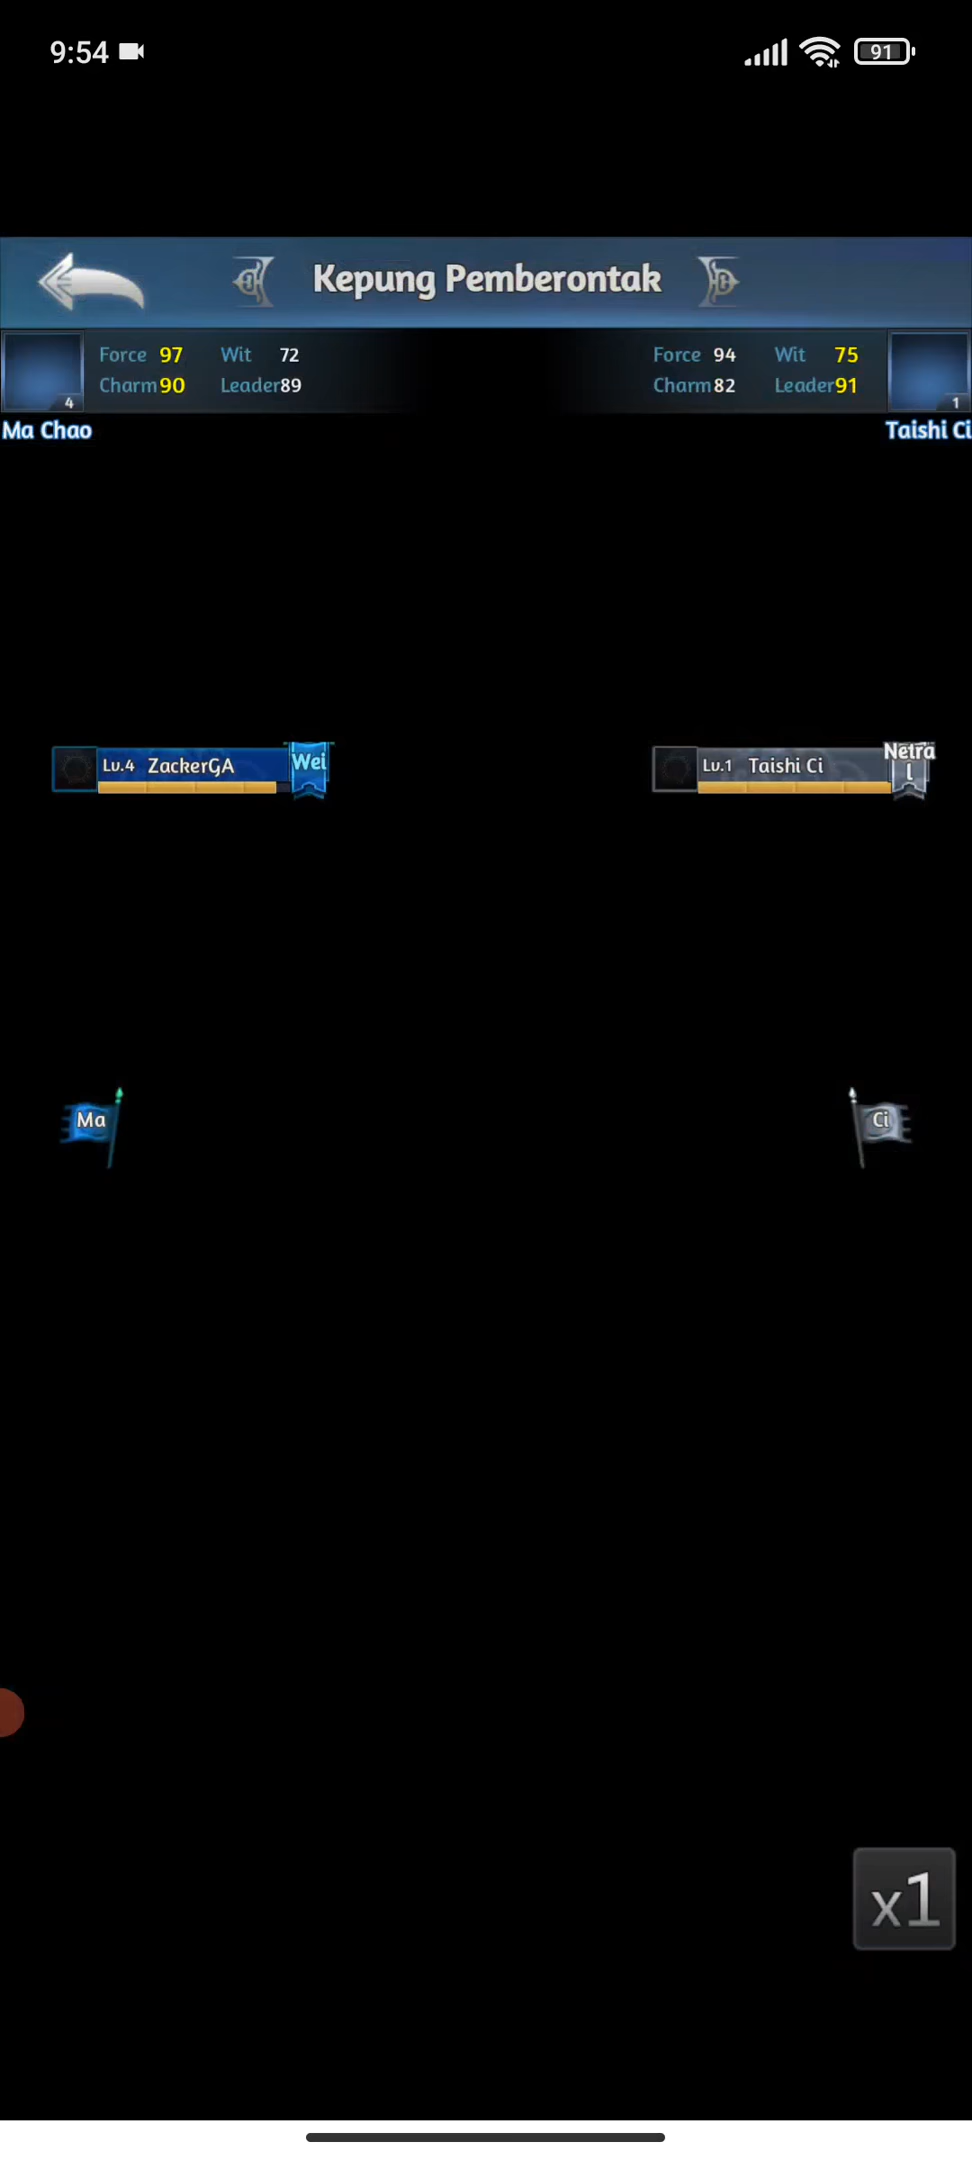 9:54
91
Kepung Pemberontak
Force 97 Wit 72
Force 94 Wit 75
Charm 90 Leader 89
Charm 82 Leader 91
4
1
Ma Chao
Taishi Ci
Lv.4 ZackerGA
Wei
Lv.1 Taishi Ci
Netra
l
Ma
Ci
x1